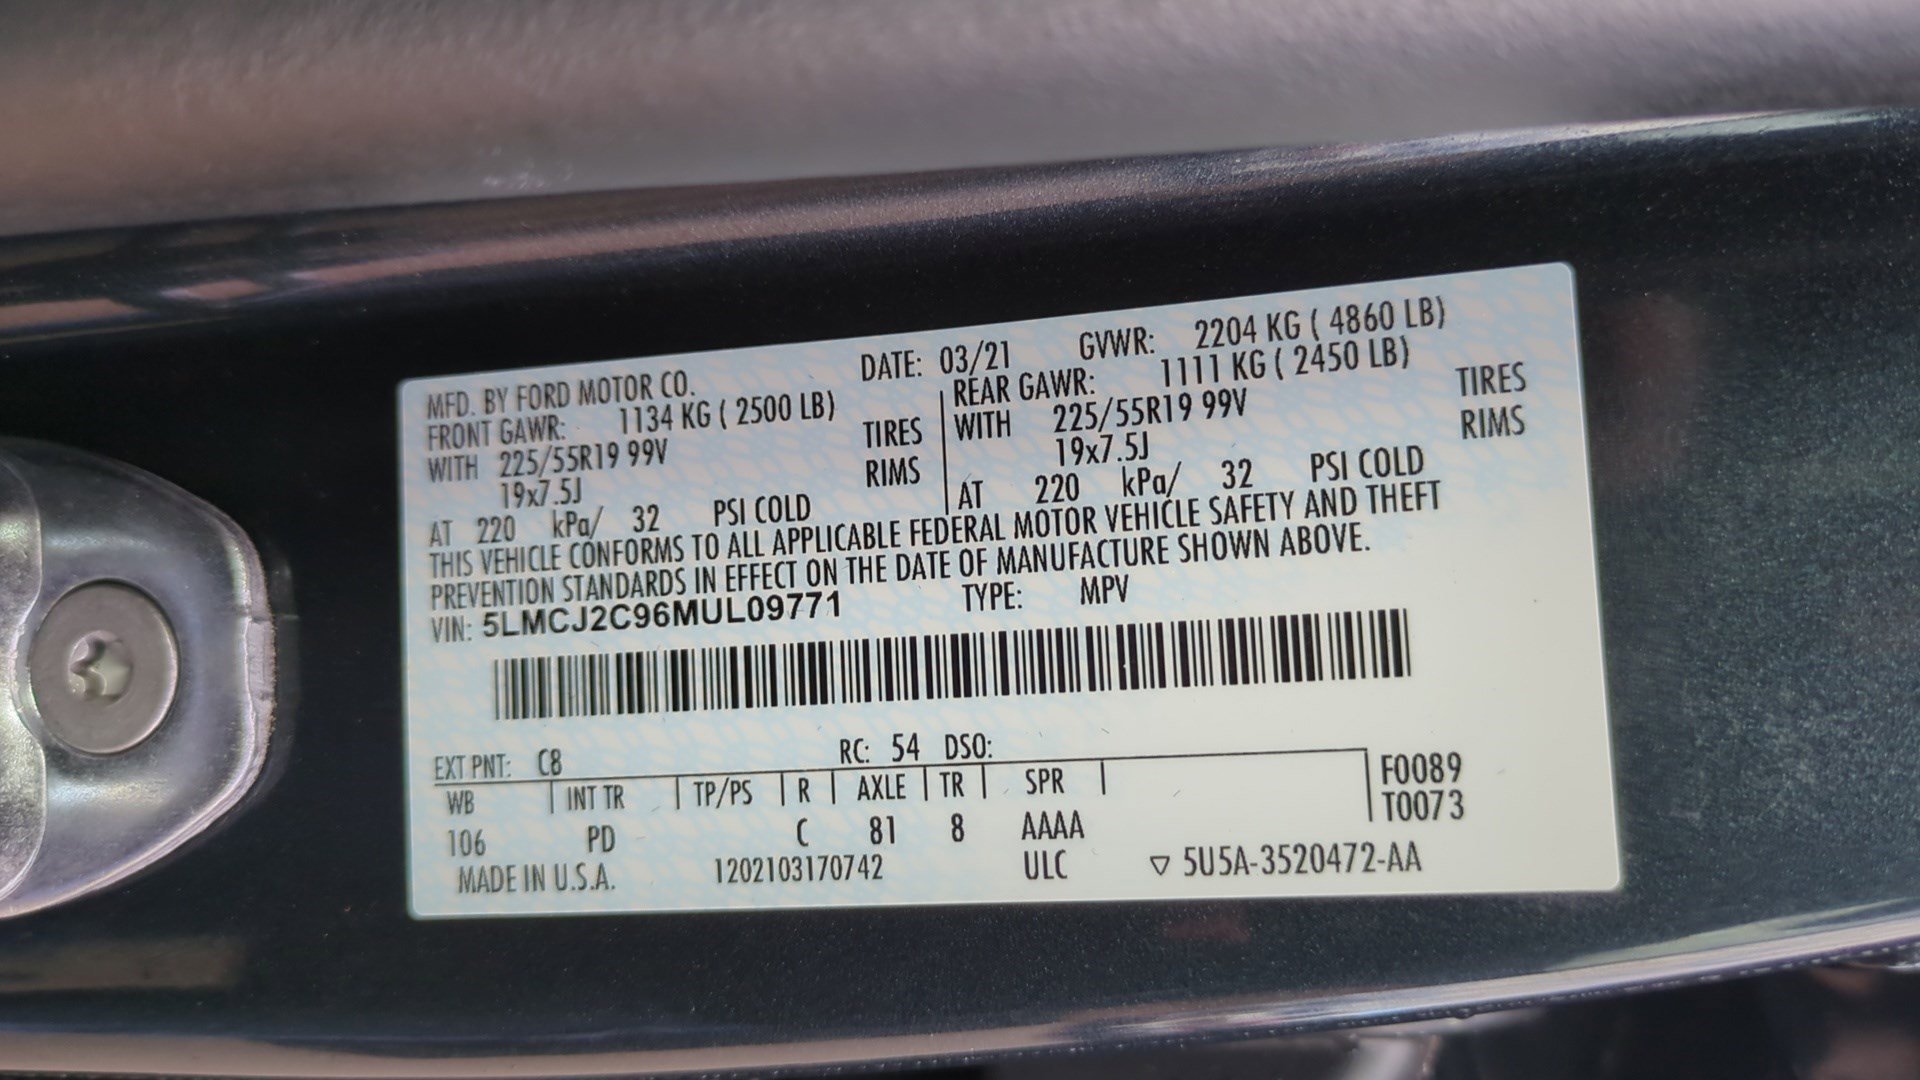 MFD. BY FORD MOTOR CO. DATE: 03/21 GVWR: 2204 KG ( 4860 LB)
FRONT GAWR: 1134 KG ( 2500 LB) REAR GAWR: 1111 KG ( 2450 LB)
WITH 225/55R19 99V TIRES WITH 225/55R19 99V TIRES
19x7.5J RIMS 19x7.5J RIMS
AT 220 kPa/ 32 PSI COLD AT 220 kPa/ 32 PSI COLD
THIS VEHICLE CONFORMS TO ALL APPLICABLE FEDERAL MOTOR VEHICLE SAFETY AND THEFT
PREVENTION STANDARDS IN EFFECT ON THE DATE OF MANUFACTURE SHOWN ABOVE.
VIN: 5LMCJ2C96MUL09771 TYPE: MPV
EXT PNT: C8 RC: 54 DSO:
WB INT TR TP/PS R AXLE TR SPR F0089
T0073
106 PD C 81 8 AAAA
MADE IN U.S.A. 1202103170742 ULC ▽ 5U5A-3520472-AA